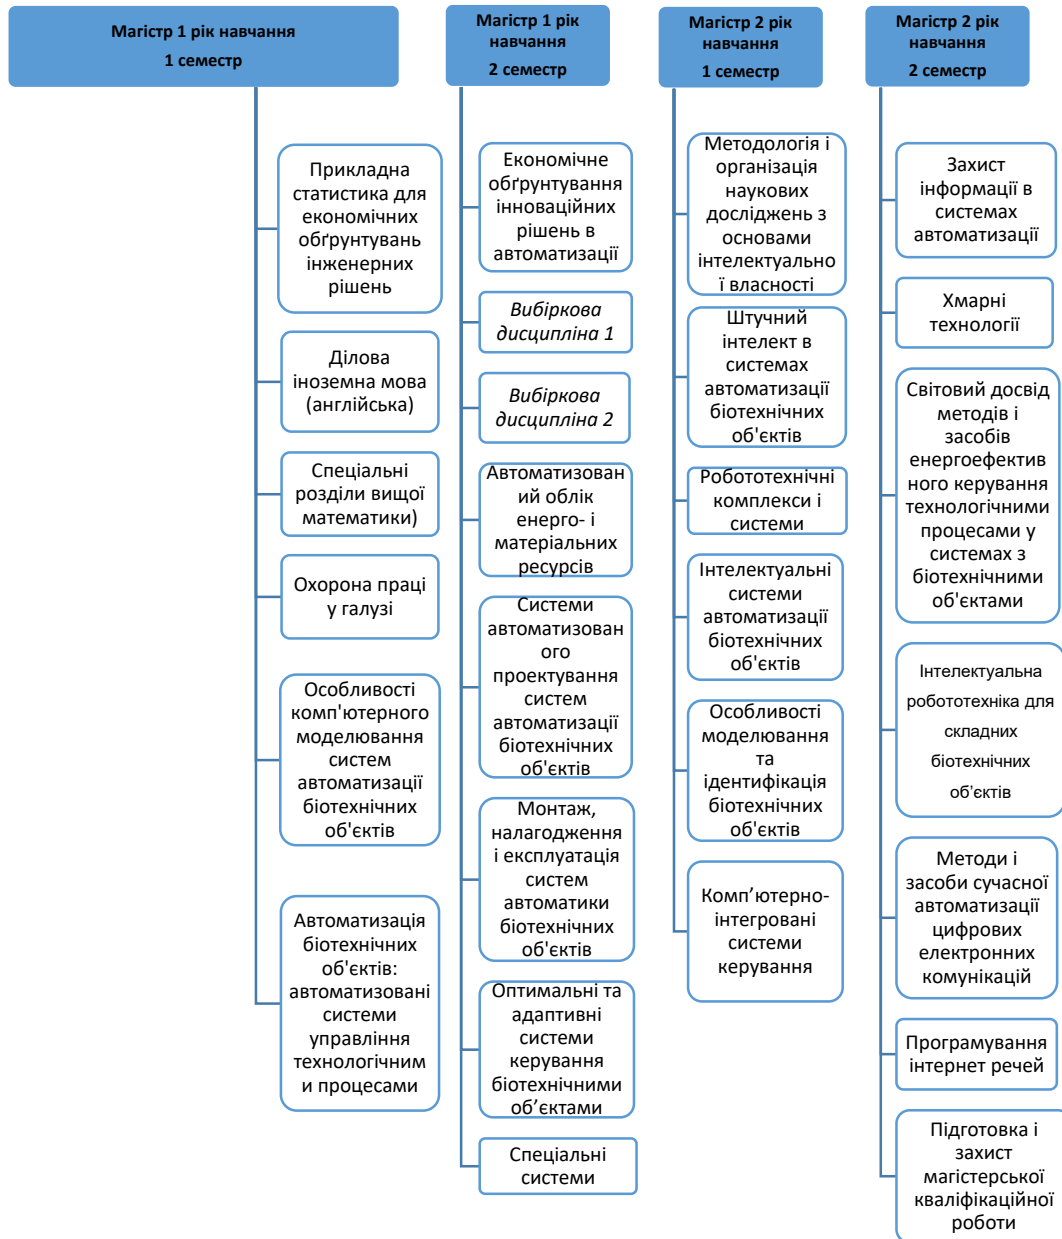 Магістр 1 рік навчання
1 семестр
Прикладна
статистика для
економічних
обґрунтувань
інженерних
рішень
Ділова
іноземна мова
(англійська)
Спеціальні
розділи вищої
математики)
Охорона праці
у галузі
Особливості
комп'ютерного
моделювання
систем
автоматизації
біотехнічних
об'єктів
Автоматизація
біотехнічних
об'єктів:
автоматизовані
системи
управління
технологічним
и процесами
Магістр 1 рік
навчання
2 семестр
Економічне
обґрунтування
інноваційних
рішень в
автоматизації
Вибіркова
дисципліна 1
Вибіркова
дисципліна 2
Автоматизован
ий облік
енерго- і
матеріальних
ресурсів
Системи
автоматизован
ого
проектування
систем
автоматизації
біотехнічних
об'єктів
Монтаж,
налагодження
і експлуатація
систем
автоматики
біотехнічних
об'єктів
Оптимальні та
адаптивні
системи
керування
біотехнічними
об’єктами
Спеціальні
системи
Магістр 2 рік
навчання
1 семестр
Методологія і
організація
наукових
досліджень з
основами
інтелектуально
ї власності
Штучний
інтелект в
системах
автоматизації
біотехнічних
об'єктів
Робототехнічні
комплекси і
системи
Інтелектуальні
системи
автоматизації
біотехнічних
об'єктів
Особливості
моделювання
та
ідентифікація
біотехнічних
об'єктів
Комп’ютерно-
інтегровані
системи
керування
Магістр 2 рік
навчання
2 семестр
Захист
інформації в
системах
автоматизації
Хмарні
технології
Світовий досвід
методів і
засобів
енергоефектив
ного керування
технологічними
процесами у
системах з
біотехнічними
об'єктами
Інтелектуальна
робототехніка для
складних
біотехнічних
об’єктів
Методи і
засоби сучасної
автоматизації
цифрових
електронних
комунікацій
Програмування
інтернет речей
Підготовка і
захист
магістерської
кваліфікаційної
роботи